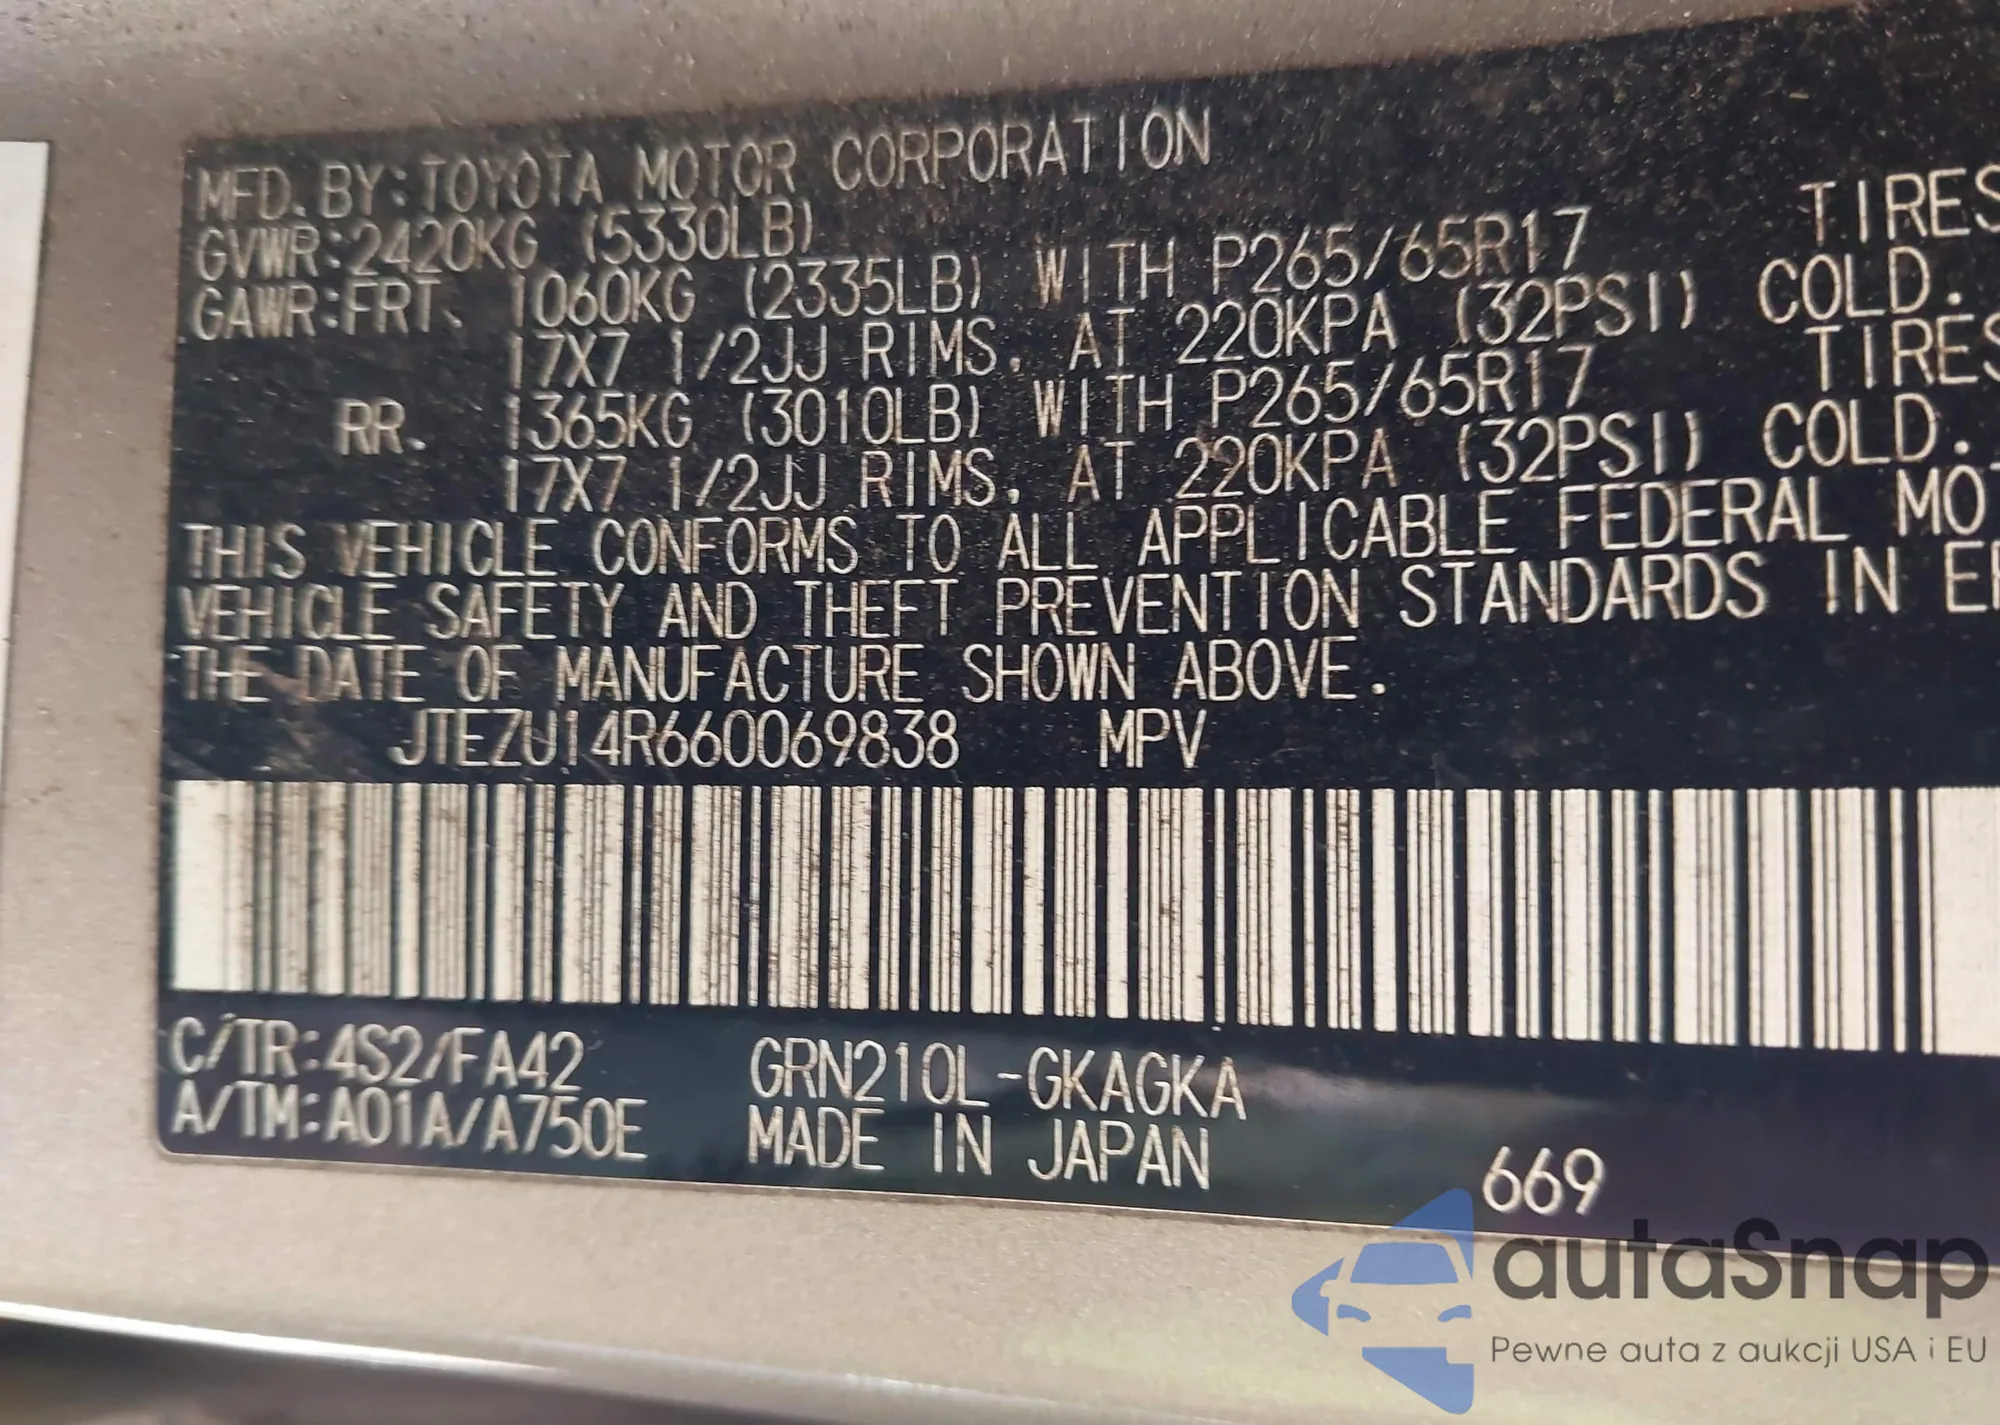 MFD. BY:TOYOTA MOTOR CORPORATION
GVWR:2420KG (5330LB)
GAWR:FRT. 1060KG (2335LB) WITH P265/65R17 TIRES
17X7 1/2JJ RIMS, AT 220KPA (32PSI) COLD.
RR. 1365KG (3010LB) WITH P265/65R17 TIRES
17X7 1/2JJ RIMS, AT 220KPA (32PSI) COLD.
THIS VEHICLE CONFORMS TO ALL APPLICABLE FEDERAL MOT
VEHICLE SAFETY AND THEFT PREVENTION STANDARDS IN EF
THE DATE OF MANUFACTURE SHOWN ABOVE.
JTEZU14R660069838 MPV
C/TR:4S2/FA42 GRN210L-GKAGKA
A/TM:A01A/A750E MADE IN JAPAN 669
autaSnap
Pewne auta z aukcji USA i EU